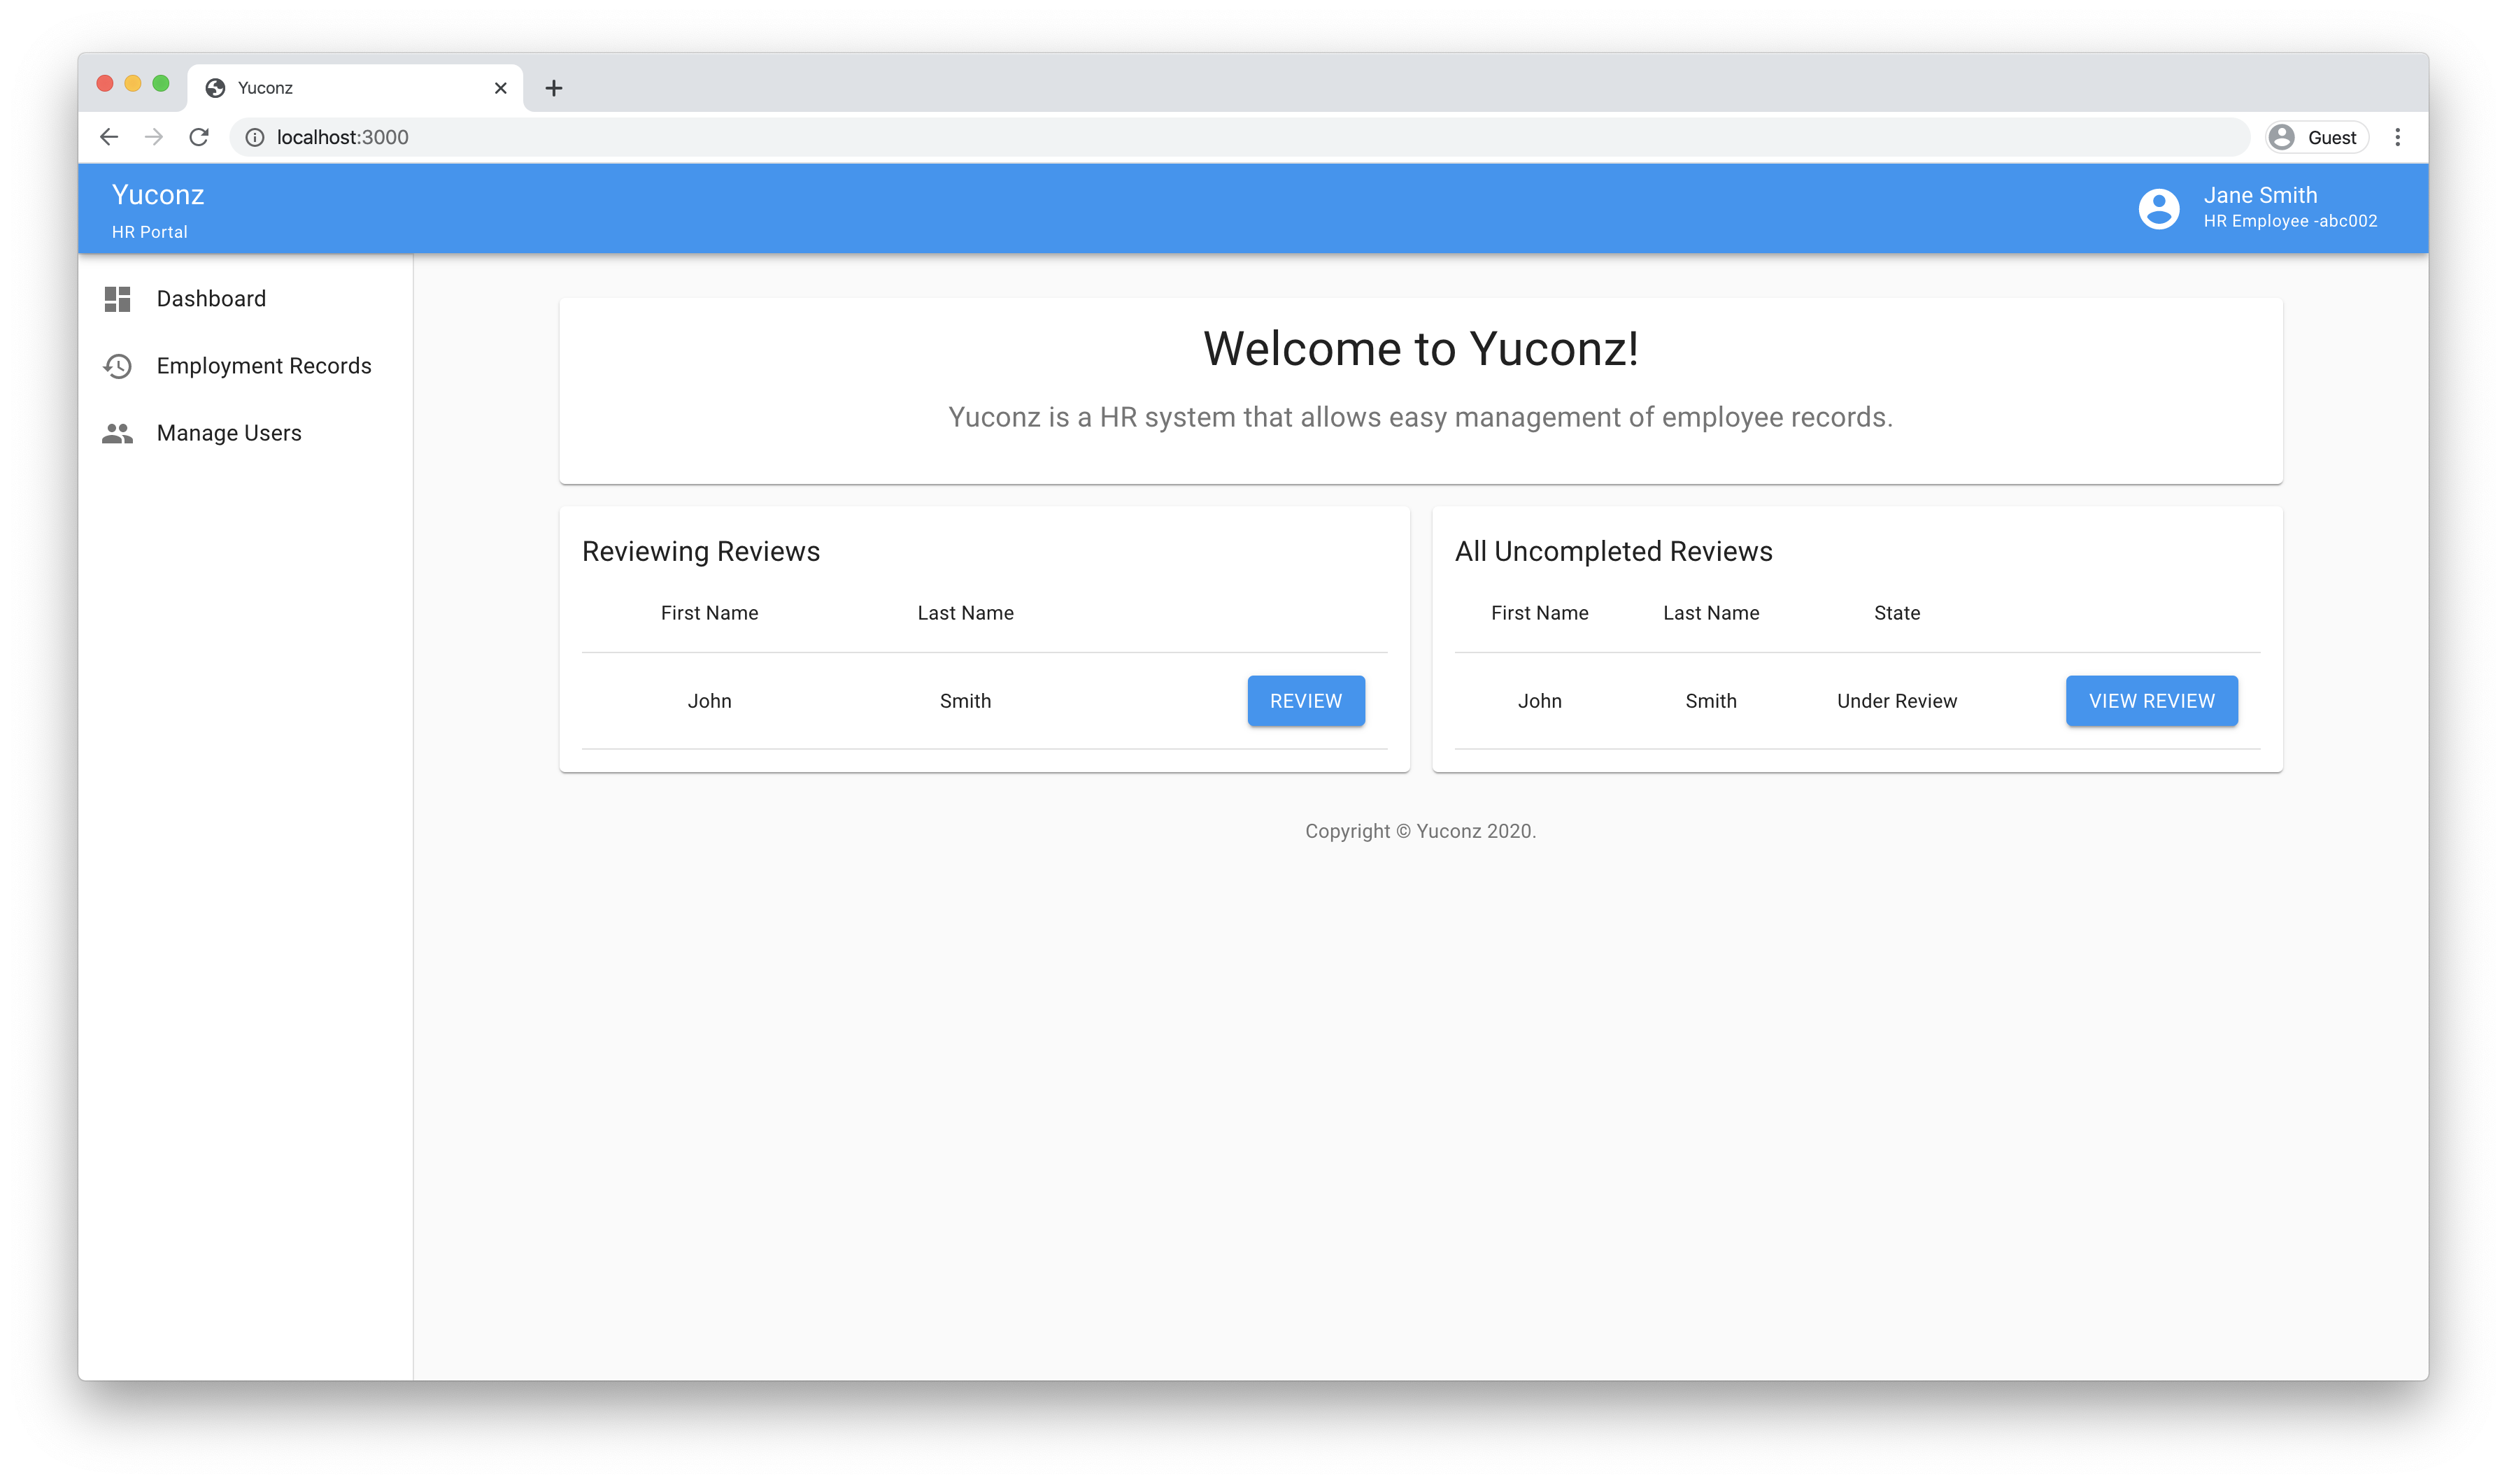 Yuconz
localhost:3000
Guest
Yuconz
HR Portal
Jane Smith
HR Employee -abc002
Dashboard
Employment Records
Manage Users
Welcome to Yuconz!
Yuconz is a HR system that allows easy management of employee records.
Reviewing Reviews
First Name Last Name
John Smith REVIEW
All Uncompleted Reviews
First Name Last Name State
John Smith Under Review VIEW REVIEW
Copyright © Yuconz 2020.